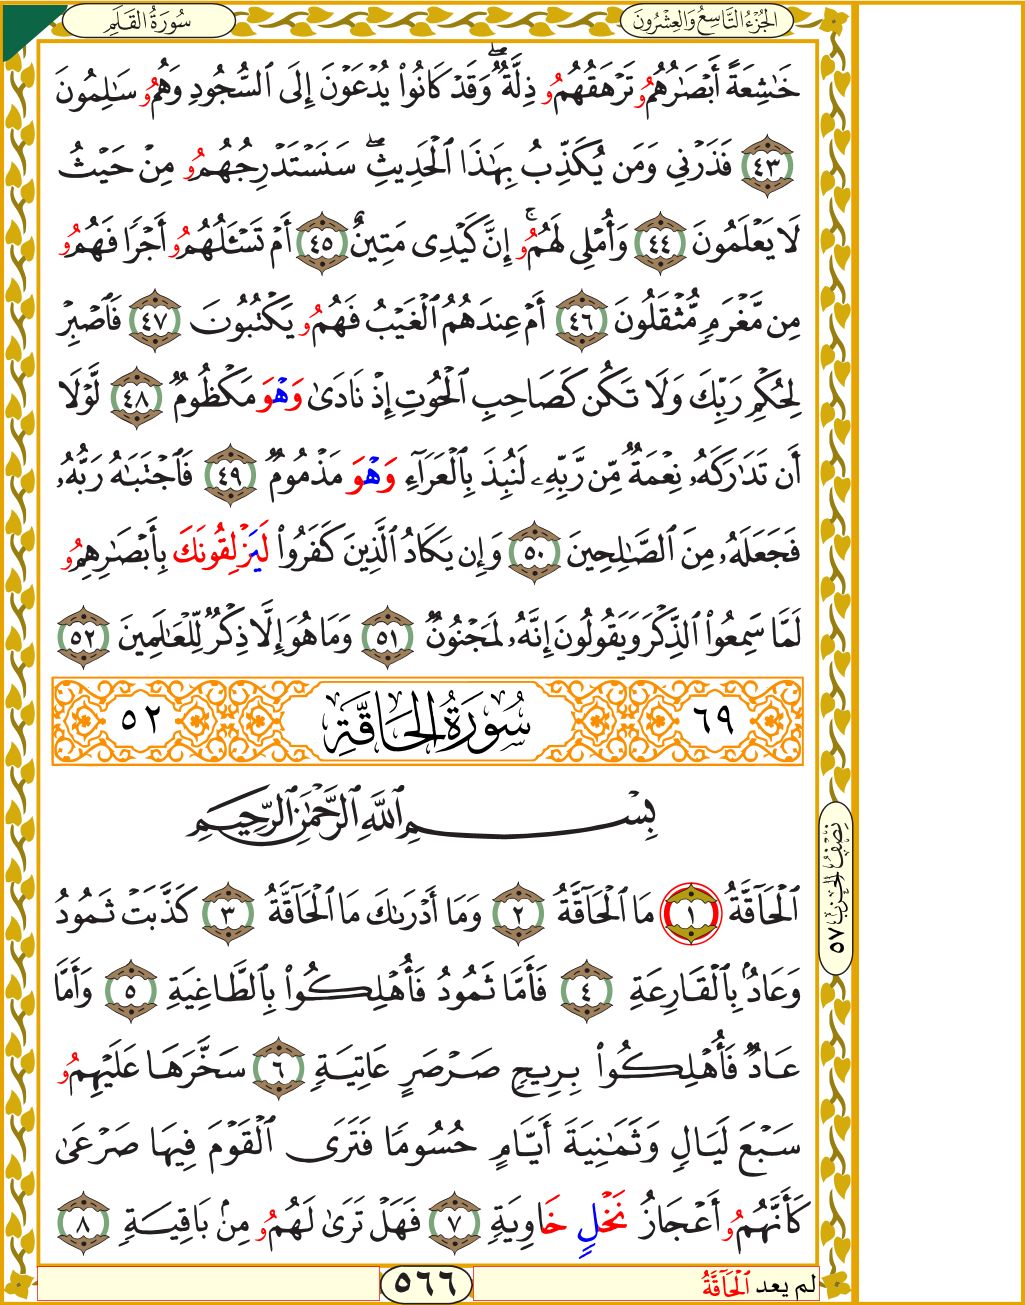 سُورَةُ القَلَمِ
الجُزْءُ التَّاسِعُ وَالعِشْرُونَ
خَٰشِعَةً أَبۡصَٰرُهُمُۥ تَرۡهَقُهُمُۥ ذِلَّةٞۖ وَقَدۡ كَانُواْ يُدۡعَوۡنَ إِلَى ٱلسُّجُودِ وَهُمُۥ سَٰلِمُونَ
٤٣ فَذَرۡنِي وَمَن يُكَذِّبُ بِهَٰذَا ٱلۡحَدِيثِۖ سَنَسۡتَدۡرِجُهُمُۥ مِنۡ حَيۡثُ
لَا يَعۡلَمُونَ ٤٤ وَأُمۡلِي لَهُمُۥٓۚ إِنَّ كَيۡدِي مَتِينٌ ٤٥ أَمۡ تَسۡـَٔلُهُمُۥ أَجۡرٗا فَهُمُۥ
مِن مَّغۡرَمٖ مُّثۡقَلُونَ ٤٦ أَمۡ عِندَهُمُ ٱلۡغَيۡبُ فَهُمُۥ يَكۡتُبُونَ ٤٧ فَٱصۡبِرۡ
لِحُكۡمِ رَبِّكَ وَلَا تَكُن كَصَاحِبِ ٱلۡحُوتِ إِذۡ نَادَىٰ وَهۡوَ مَكۡظُومٞ ٤٨ لَّوۡلَا
أَن تَدَٰرَكَهُۥ نِعۡمَةٞ مِّن رَّبِّهِۦ لَنُبِذَ بِٱلۡعَرَآءِ وَهۡوَ مَذۡمُومٞ ٤٩ فَٱجۡتَبَٰهُ رَبُّهُۥ
فَجَعَلَهُۥ مِنَ ٱلصَّٰلِحِينَ ٥٠ وَإِن يَكَادُ ٱلَّذِينَ كَفَرُواْ لَيَزۡلِقُونَكَ بِأَبۡصَٰرِهِمُۥ
لَمَّا سَمِعُواْ ٱلذِّكۡرَ وَيَقُولُونَ إِنَّهُۥ لَمَجۡنُونٞ ٥١ وَمَا هُوَ إِلَّا ذِكۡرٞ لِّلۡعَٰلَمِينَ ٥٢
٦٩ سُورَةُ الحَاقَّةِ ٥٢
بِسۡمِ ٱللَّهِ ٱلرَّحۡمَٰنِ ٱلرَّحِيمِ
ٱلۡحَآقَّةُ ١ مَا ٱلۡحَآقَّةُ ٢ وَمَا أَدۡرَىٰكَ مَا ٱلۡحَآقَّةُ ٣ كَذَّبَتۡ ثَمُودُ
وَعَادُۢ بِٱلۡقَارِعَةِ ٤ فَأَمَّا ثَمُودُ فَأُهۡلِكُواْ بِٱلطَّاغِيَةِ ٥ وَأَمَّا
عَادٞ فَأُهۡلِكُواْ بِرِيحٖ صَرۡصَرٍ عَاتِيَةٖ ٦ سَخَّرَهَا عَلَيۡهِمُۥ
سَبۡعَ لَيَالٖ وَثَمَٰنِيَةَ أَيَّامٍ حُسُومٗا فَتَرَى ٱلۡقَوۡمَ فِيهَا صَرۡعَىٰ
كَأَنَّهُمُۥ أَعۡجَازُ نَخۡلٍ خَاوِيَةٖ ٧ فَهَلۡ تَرَىٰ لَهُمُۥ مِنۢ بَاقِيَةٖ ٨
نِصْفُ الحِزْبِ ٥٧
لم يعد ٱلۡحَآقَّةُ
٥٦٦